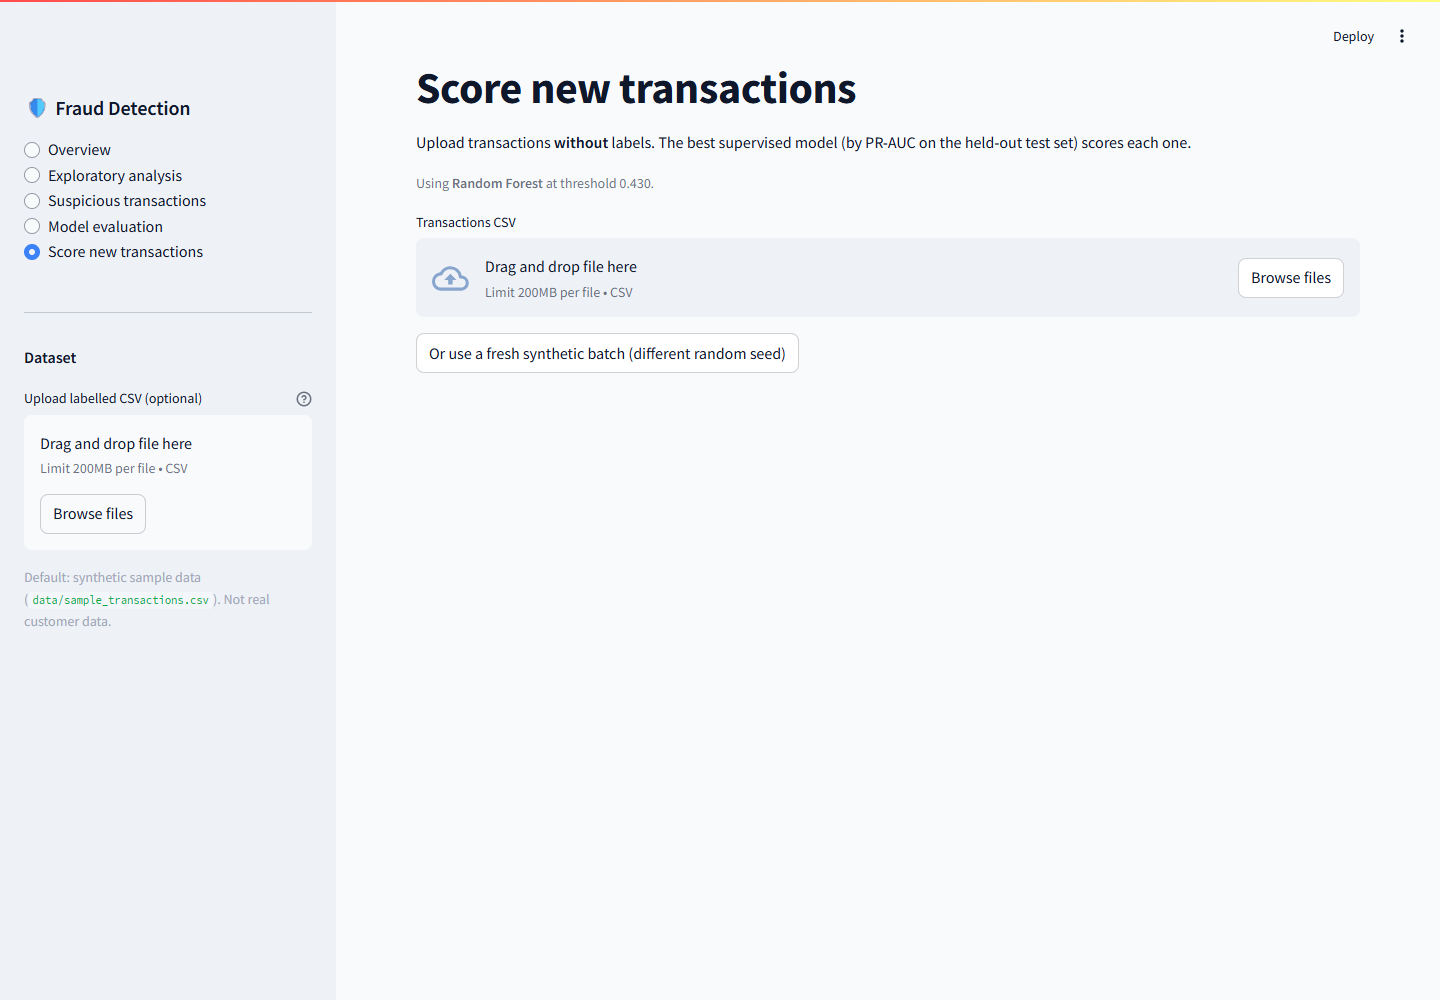 Deploy
Fraud Detection
Overview
Exploratory analysis
Suspicious transactions
Model evaluation
Score new transactions
Dataset
Upload labelled CSV (optional)
Drag and drop file here
Limit 200MB per file • CSV
Browse files
Default: synthetic sample data
( data/sample_transactions.csv ). Not real
customer data.
Score new transactions
Upload transactions without labels. The best supervised model (by PR-AUC on the held-out test set) scores each one.
Using Random Forest at threshold 0.430.
Transactions CSV
Drag and drop file here
Limit 200MB per file • CSV
Browse files
Or use a fresh synthetic batch (different random seed)